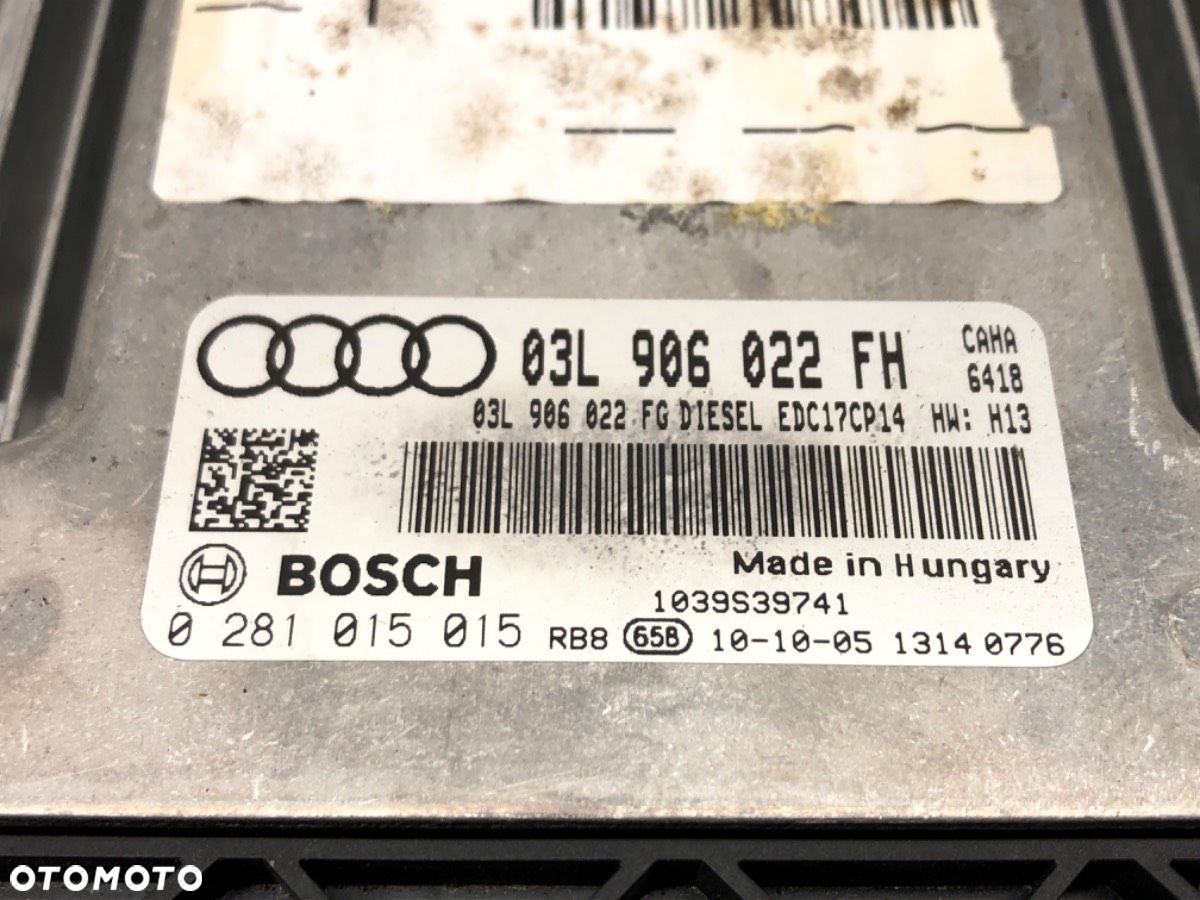 03L 906 022 FH
CAHA
6418
03L 906 022 FG DIESEL EDC17CP14 HW: H13
Made in Hungary
BOSCH
1039S39741
0 281 015 015 RB8 65B 10-10-05 1314 0776
OTOMOTO